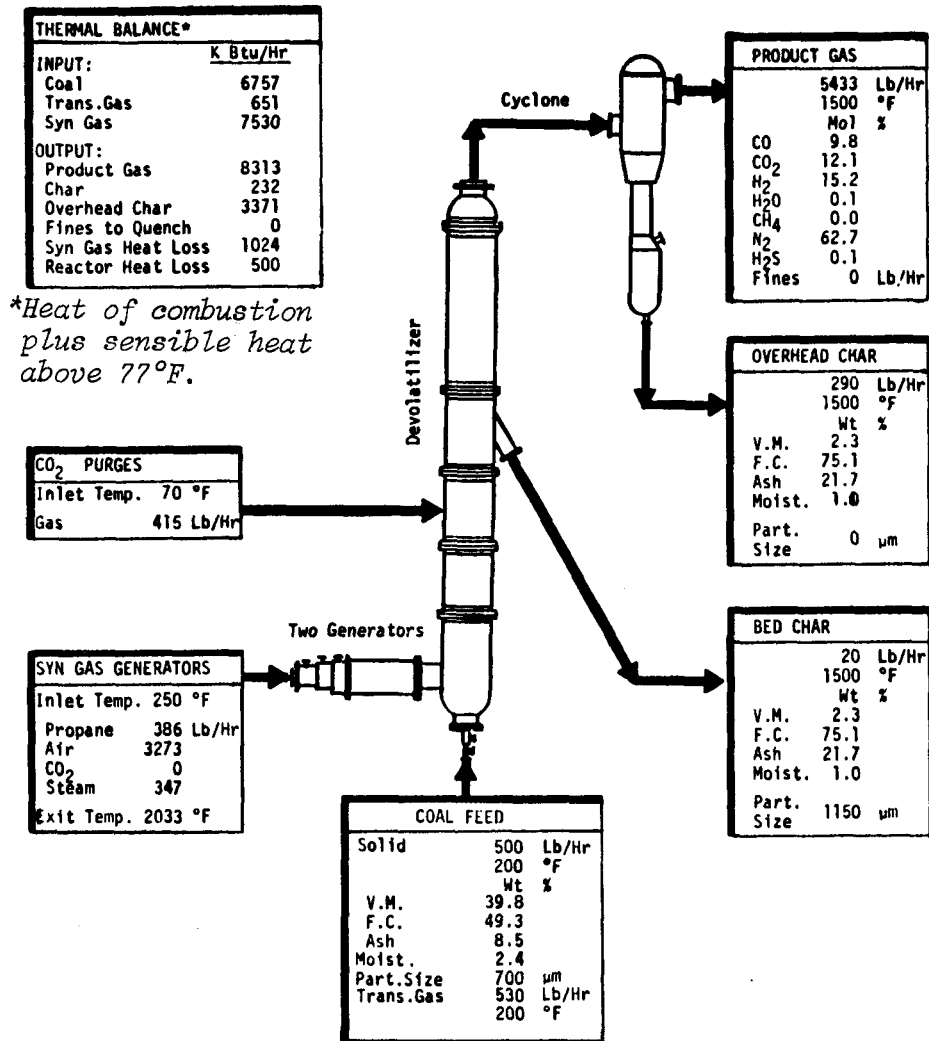 THERMAL BALANCE*
K Btu/Hr
INPUT:
Coal 6757
Trans.Gas 651
Syn Gas 7530
OUTPUT:
Product Gas 8313
Char 232
Overhead Char 3371
Fines to Quench 0
Syn Gas Heat Loss 1024
Reactor Heat Loss 500
*Heat of combustion
plus sensible heat
above 77°F.
Cyclone
PRODUCT GAS
5433 Lb/Hr
1500 °F
Mol %
CO 9.8
CO2 12.1
H2 15.2
H2O 0.1
CH4 0.0
N2 62.7
H2S 0.1
Fines 0 Lb/Hr
Devolatilizer
OVERHEAD CHAR
290 Lb/Hr
1500 °F
Wt %
V.M. 2.3
F.C. 75.1
Ash 21.7
Moist. 1.0
Part.
Size 0 µm
CO2 PURGES
Inlet Temp. 70 °F
Gas 415 Lb/Hr
Two Generators
SYN GAS GENERATORS
Inlet Temp. 250 °F
Propane 386 Lb/Hr
Air 3273
CO2 0
Steam 347
Exit Temp. 2033 °F
BED CHAR
20 Lb/Hr
1500 °F
Wt %
V.M. 2.3
F.C. 75.1
Ash 21.7
Moist. 1.0
Part.
Size 1150 µm
COAL FEED
Solid 500 Lb/Hr
200 °F
Wt %
V.M. 39.8
F.C. 49.3
Ash 8.5
Moist. 2.4
Part.Size 700 µm
Trans.Gas 530 Lb/Hr
200 °F